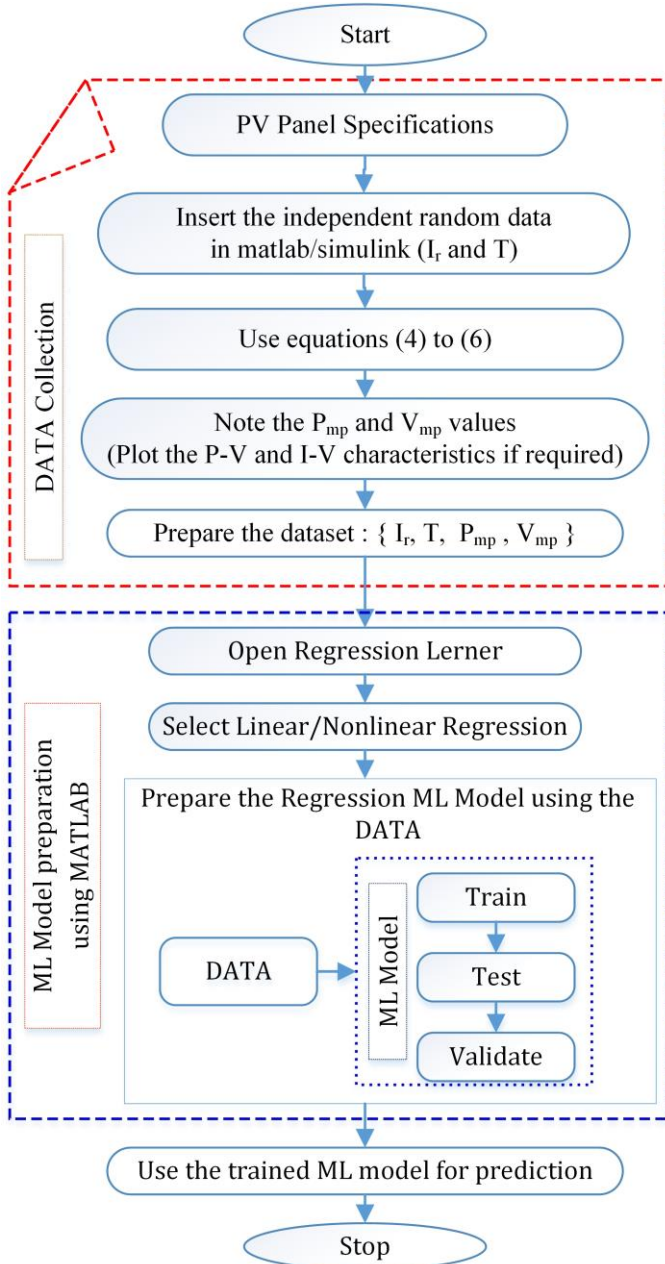 Start
PV Panel Specifications
Insert the independent random data
in matlab/simulink (Iᵣ and T)
Use equations (4) to (6)
Note the Pₘₚ and Vₘₚ values
(Plot the P-V and I-V characteristics if required)
Prepare the dataset : { Iᵣ, T, Pₘₚ , Vₘₚ }
DATA Collection
Open Regression Lerner
Select Linear/Nonlinear Regression
Prepare the Regression ML Model using the
DATA
DATA
ML Model
Train
Test
Validate
ML Model preparation
using MATLAB
Use the trained ML model for prediction
Stop